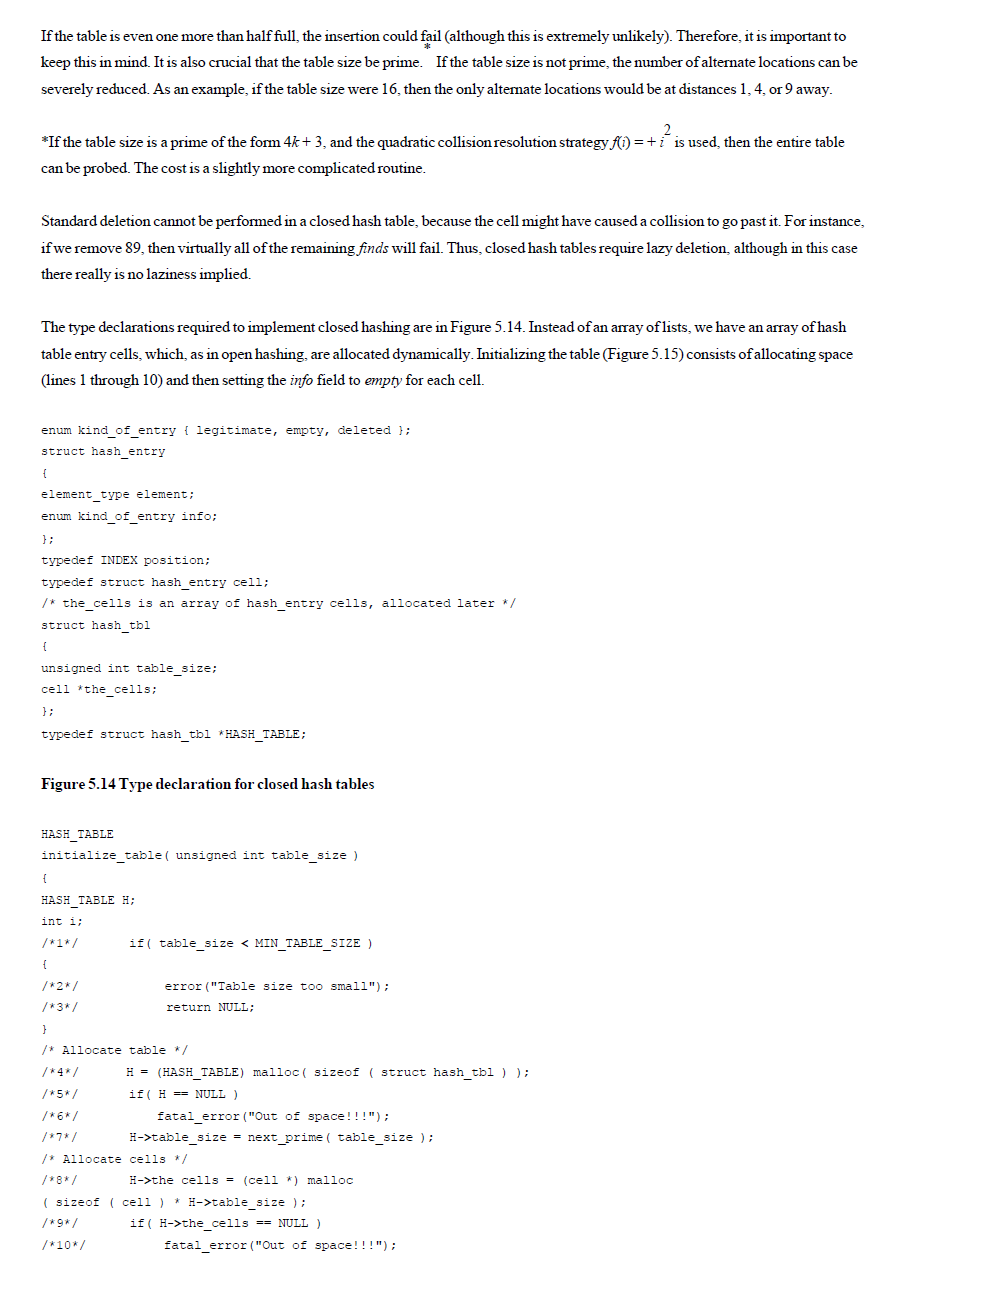 If the table is even one more than half full, the insertion could fail (although this is extremely unlikely). Therefore, it is important to
keep this in mind. It is also crucial that the table size be prime.* If the table size is not prime, the number of alternate locations can be
severely reduced. As an example, if the table size were 16, then the only alternate locations would be at distances 1, 4, or 9 away.
*If the table size is a prime of the form 4k + 3, and the quadratic collision resolution strategy f(i) = + i² is used, then the entire table
can be probed. The cost is a slightly more complicated routine.
Standard deletion cannot be performed in a closed hash table, because the cell might have caused a collision to go past it. For instance,
if we remove 89, then virtually all of the remaining finds will fail. Thus, closed hash tables require lazy deletion, although in this case
there really is no laziness implied.
The type declarations required to implement closed hashing are in Figure 5.14. Instead of an array of lists, we have an array of hash
table entry cells, which, as in open hashing, are allocated dynamically. Initializing the table (Figure 5.15) consists of allocating space
(lines 1 through 10) and then setting the info field to empty for each cell.
enum kind_of_entry { legitimate, empty, deleted };
struct hash_entry
{
element_type element;
enum kind_of_entry info;
};
typedef INDEX position;
typedef struct hash_entry cell;
/* the_cells is an array of hash_entry cells, allocated later */
struct hash_tbl
{
unsigned int table_size;
cell *the_cells;
};
typedef struct hash_tbl *HASH_TABLE;
Figure 5.14 Type declaration for closed hash tables
HASH_TABLE
initialize_table( unsigned int table_size )
{
HASH_TABLE H;
int i;
/*1*/ if( table_size < MIN_TABLE_SIZE )
{
/*2*/ error("Table size too small");
/*3*/ return NULL;
}
/* Allocate table */
/*4*/ H = (HASH_TABLE) malloc( sizeof ( struct hash_tbl ) );
/*5*/ if( H == NULL )
/*6*/ fatal_error("Out of space!!!");
/*7*/ H->table_size = next_prime( table_size );
/* Allocate cells */
/*8*/ H->the cells = (cell *) malloc
( sizeof ( cell ) * H->table_size );
/*9*/ if( H->the_cells == NULL )
/*10*/ fatal_error("Out of space!!!");